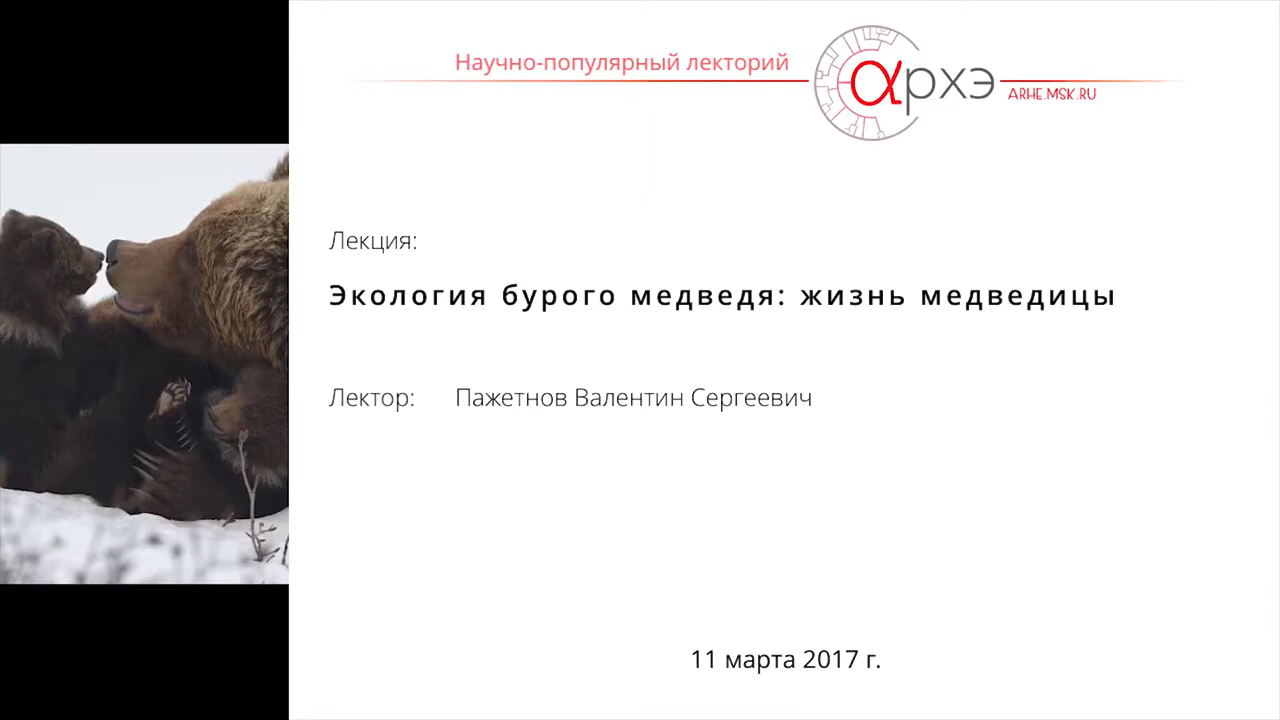 Научно-популярный лекторий
архэ
ARHE.MSK.RU
Лекция:
Экология бурого медведя: жизнь медведицы
Лектор: Пажетнов Валентин Сергеевич
11 марта 2017 г.